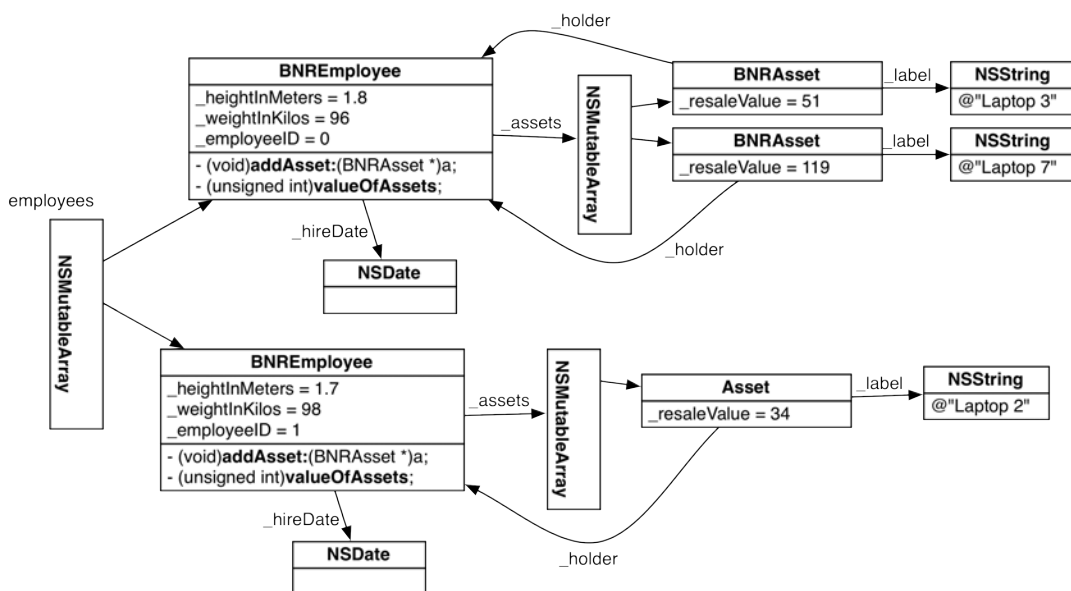 _holder
BNREmployee
_heightInMeters = 1.8
_weightInKilos = 96
_employeeID = 0
- (void)addAsset:(BNRAsset *)a;
- (unsigned int)valueOfAssets;
_assets
NSMutableArray
BNRAsset
_resaleValue = 51
_label
NSString
@"Laptop 3"
BNRAsset
_resaleValue = 119
_label
NSString
@"Laptop 7"
_holder
employees
NSMutableArray
_hireDate
NSDate
BNREmployee
_heightInMeters = 1.7
_weightInKilos = 98
_employeeID = 1
- (void)addAsset:(BNRAsset *)a;
- (unsigned int)valueOfAssets;
_assets
NSMutableArray
Asset
_resaleValue = 34
_label
NSString
@"Laptop 2"
_holder
_hireDate
NSDate